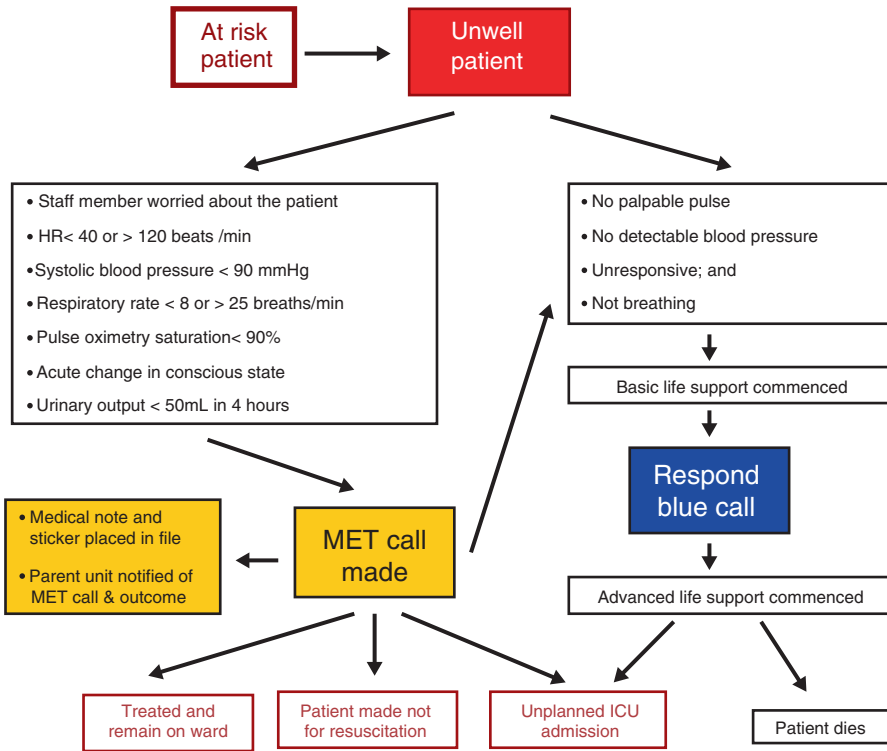 At risk
patient
Unwell
patient
• Staff member worried about the patient
• HR< 40 or > 120 beats /min
• Systolic blood pressure < 90 mmHg
• Respiratory rate < 8 or > 25 breaths/min
• Pulse oximetry saturation< 90%
• Acute change in conscious state
• Urinary output < 50mL in 4 hours
• No palpable pulse
• No detectable blood pressure
• Unresponsive; and
• Not breathing
Basic life support commenced
Respond
blue call
• Medical note and
sticker placed in file
• Parent unit notified of
MET call & outcome
MET call
made
Advanced life support commenced
Treated and
remain on ward
Patient made not
for resuscitation
Unplanned ICU
admission
Patient dies